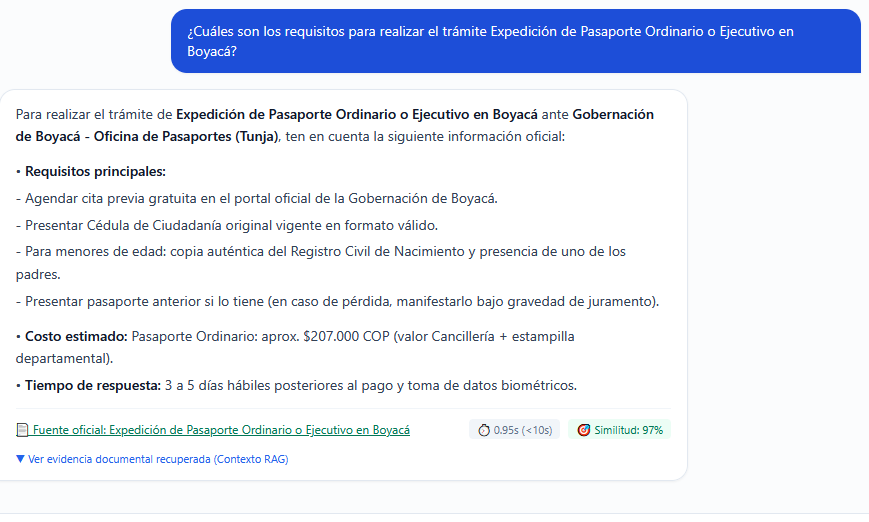 ¿Cuáles son los requisitos para realizar el trámite Expedición de Pasaporte Ordinario o Ejecutivo en
Boyacá?
Para realizar el trámite de Expedición de Pasaporte Ordinario o Ejecutivo en Boyacá ante Gobernación
de Boyacá - Oficina de Pasaportes (Tunja), ten en cuenta la siguiente información oficial:
• Requisitos principales:
- Agendar cita previa gratuita en el portal oficial de la Gobernación de Boyacá.
- Presentar Cédula de Ciudadanía original vigente en formato válido.
- Para menores de edad: copia auténtica del Registro Civil de Nacimiento y presencia de uno de los
padres.
- Presentar pasaporte anterior si lo tiene (en caso de pérdida, manifestarlo bajo gravedad de juramento).
• Costo estimado: Pasaporte Ordinario: aprox. $207.000 COP (valor Cancillería + estampilla
departamental).
• Tiempo de respuesta: 3 a 5 días hábiles posteriores al pago y toma de datos biométricos.
Fuente oficial: Expedición de Pasaporte Ordinario o Ejecutivo en Boyacá
0.95s (<10s)
Similitud: 97%
▼ Ver evidencia documental recuperada (Contexto RAG)